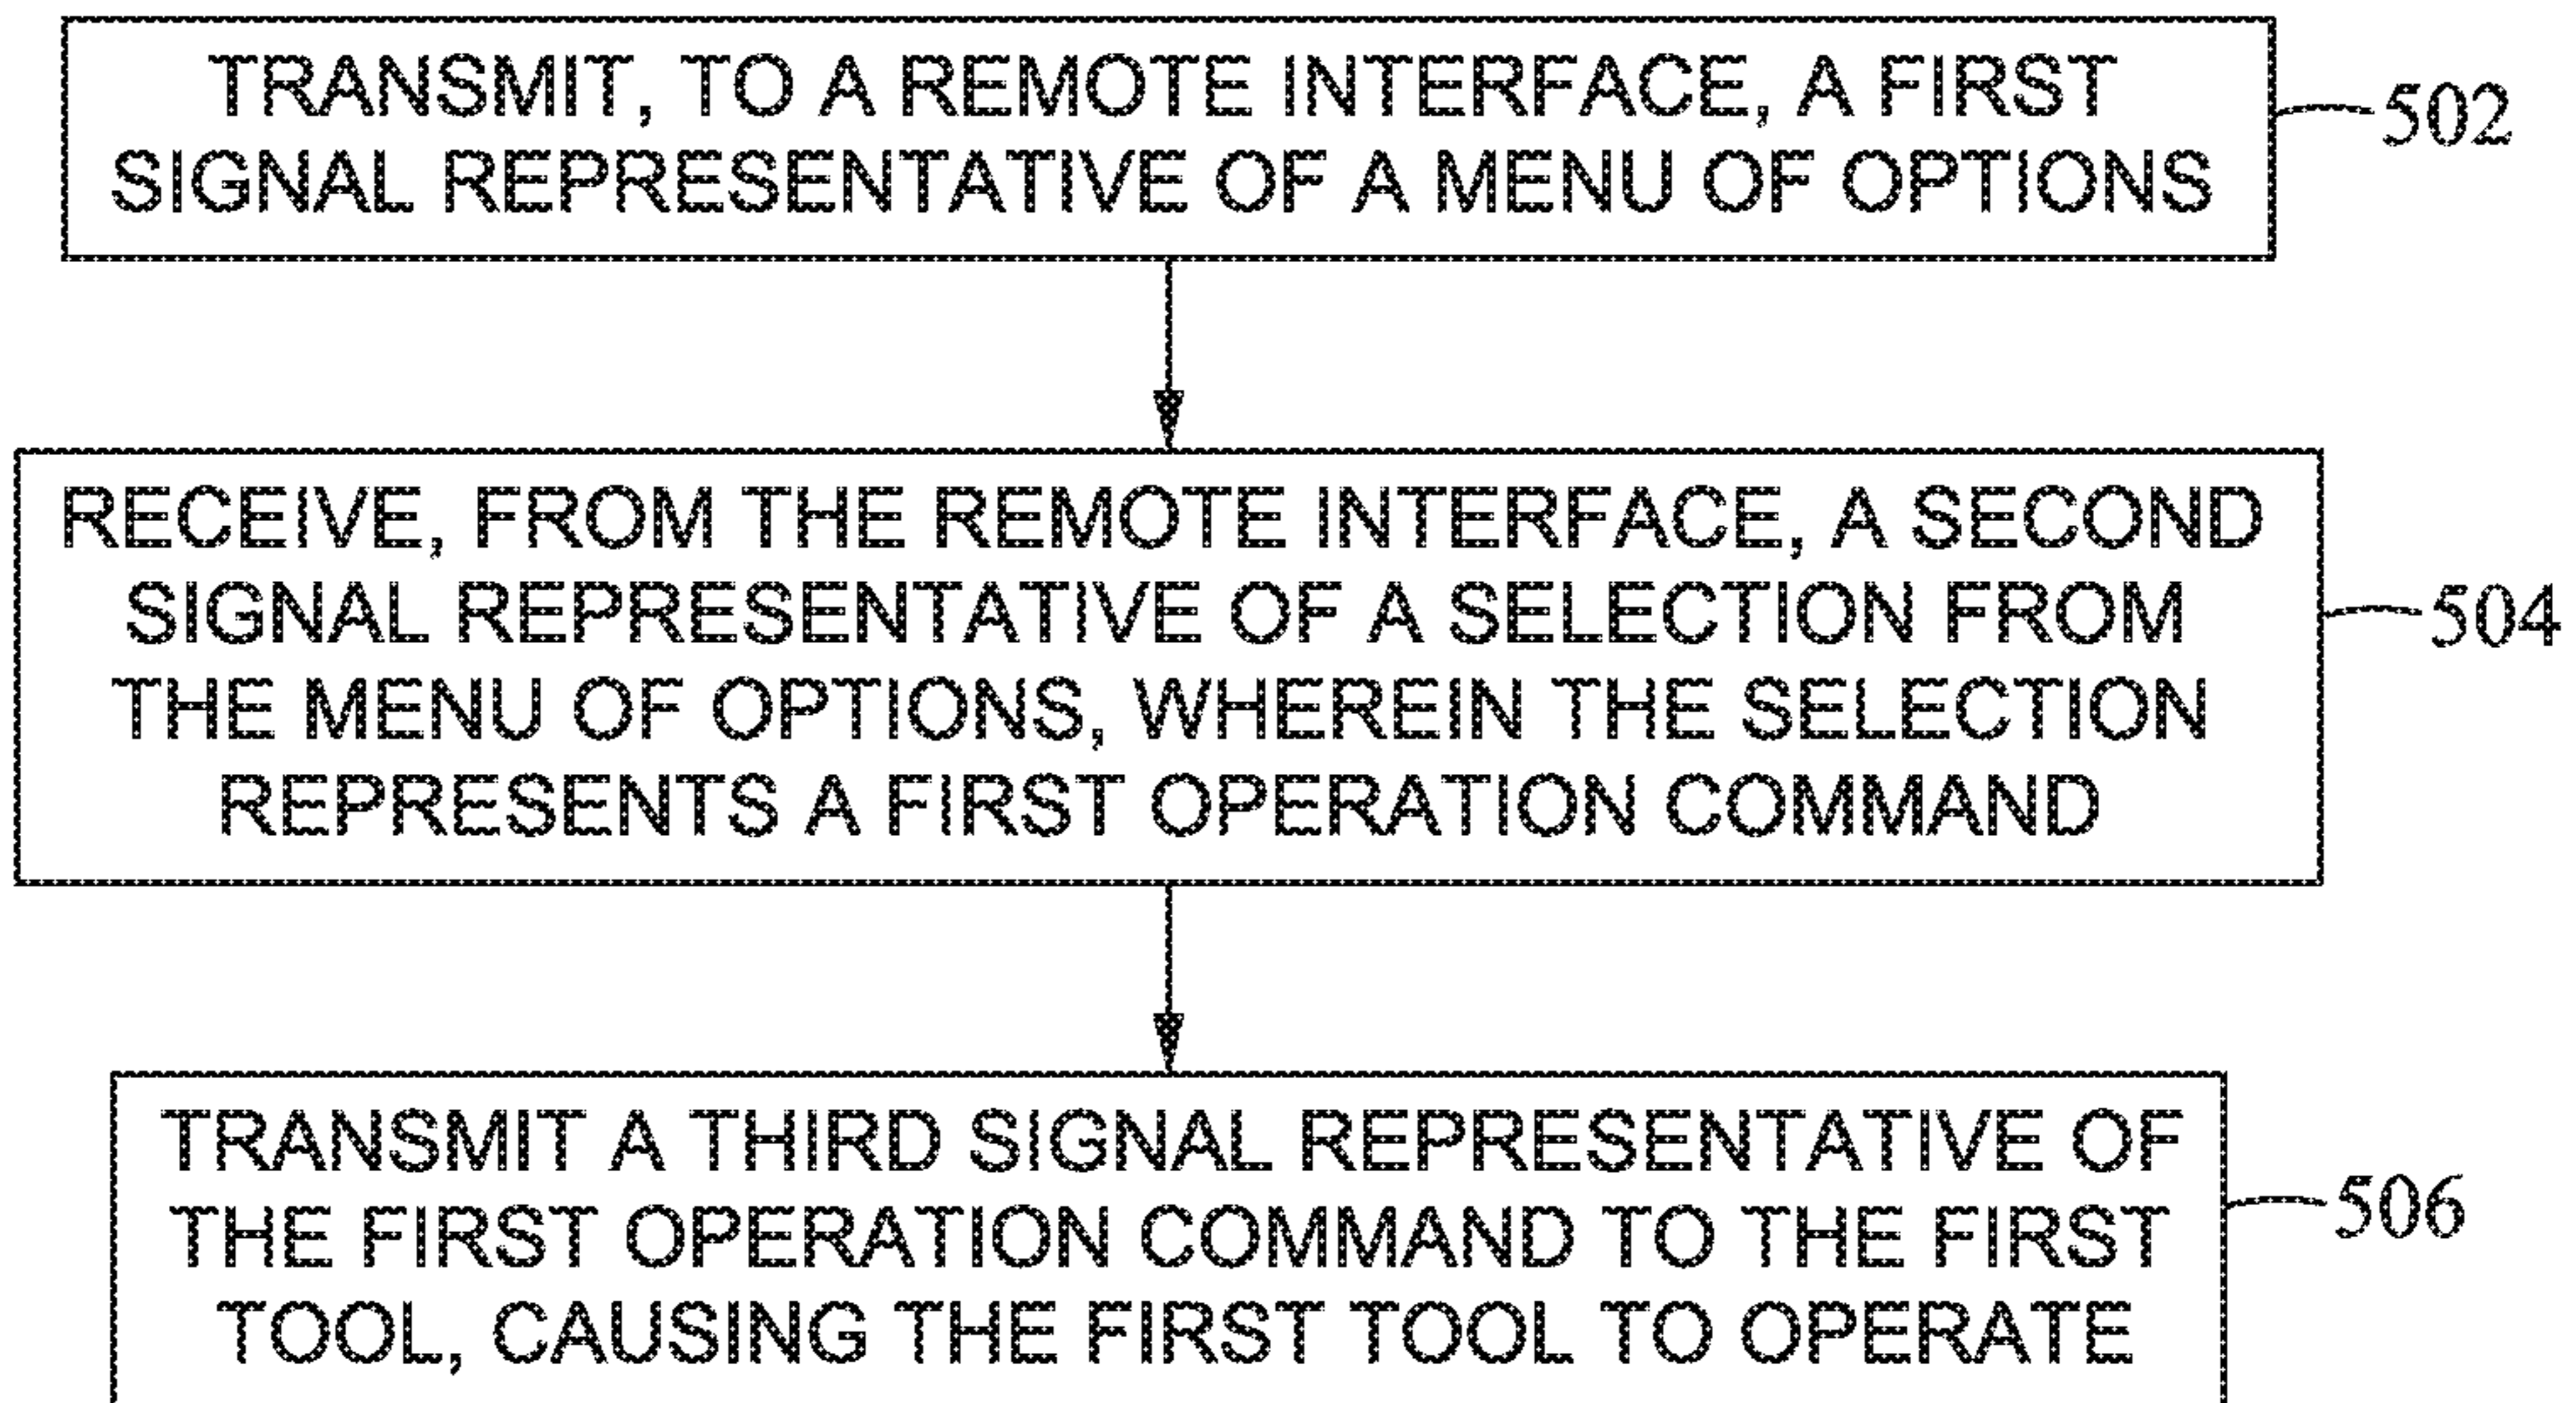 TRANSMIT, TO A REMOTE INTERFACE, A FIRST
SIGNAL REPRESENTATIVE OF A MENU OF OPTIONS
502
RECEIVE, FROM THE REMOTE INTERFACE, A SECOND
SIGNAL REPRESENTATIVE OF A SELECTION FROM
THE MENU OF OPTIONS, WHEREIN THE SELECTION
REPRESENTS A FIRST OPERATION COMMAND
504
TRANSMIT A THIRD SIGNAL REPRESENTATIVE OF
THE FIRST OPERATION COMMAND TO THE FIRST
TOOL, CAUSING THE FIRST TOOL TO OPERATE
506